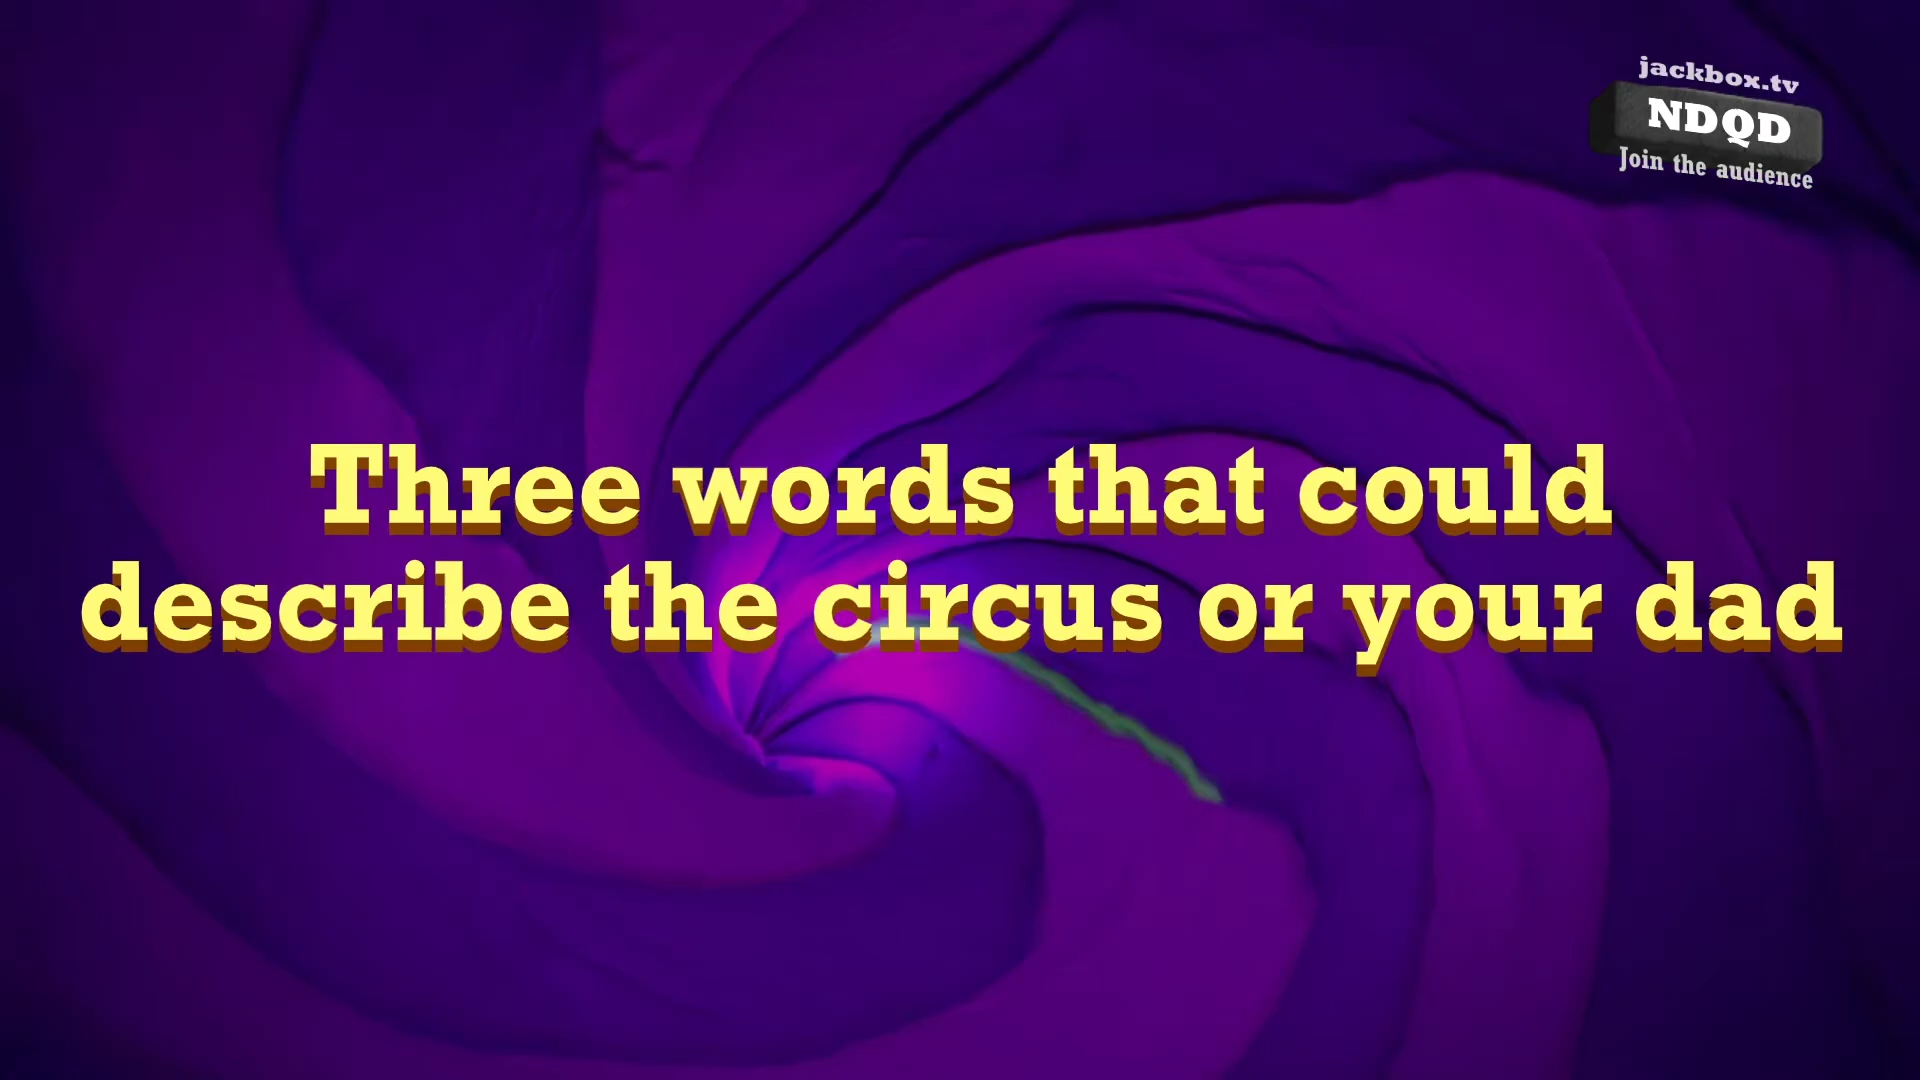 jackbox.tv
NDQD
Join the audience
Three words that could
describe the circus or your dad